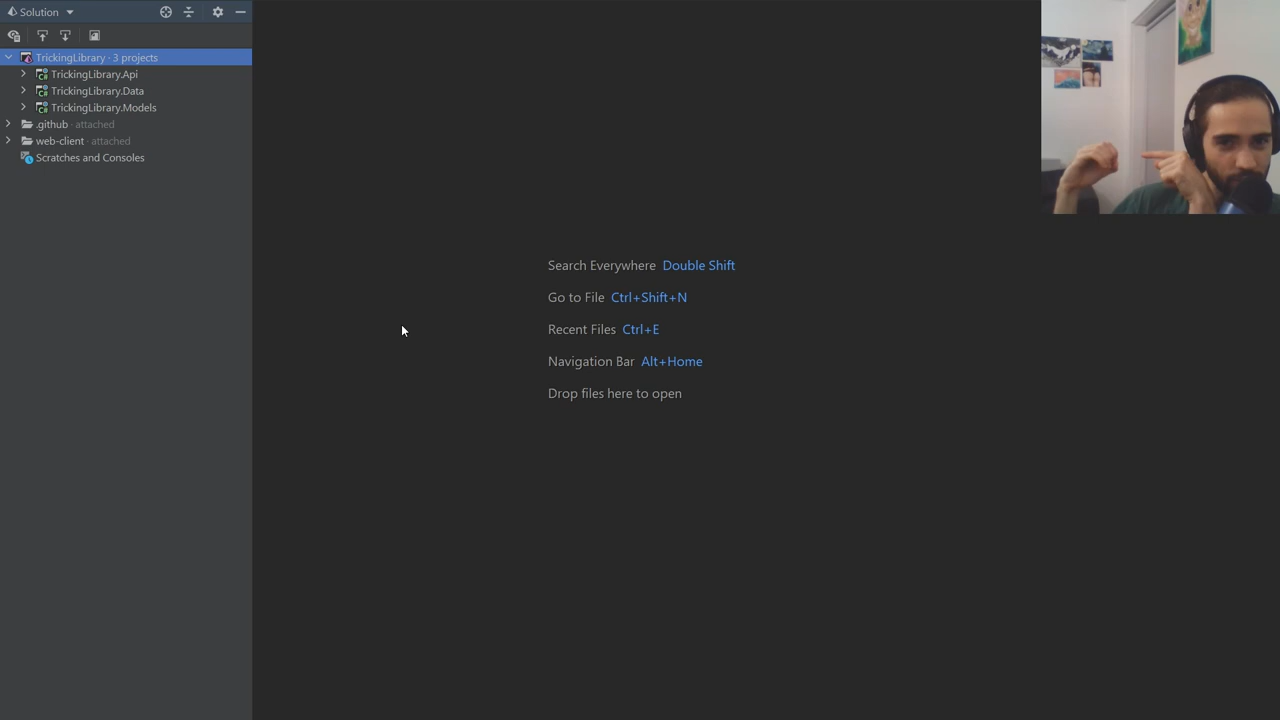 Solution
TrickingLibrary · 3 projects
TrickingLibrary.Api
TrickingLibrary.Data
TrickingLibrary.Models
.github · attached
web-client · attached
Scratches and Consoles
Search Everywhere Double Shift
Go to File Ctrl+Shift+N
Recent Files Ctrl+E
Navigation Bar Alt+Home
Drop files here to open